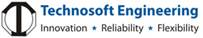 Technosoft Engineering
Innovation ★ Reliability ★ Flexibility